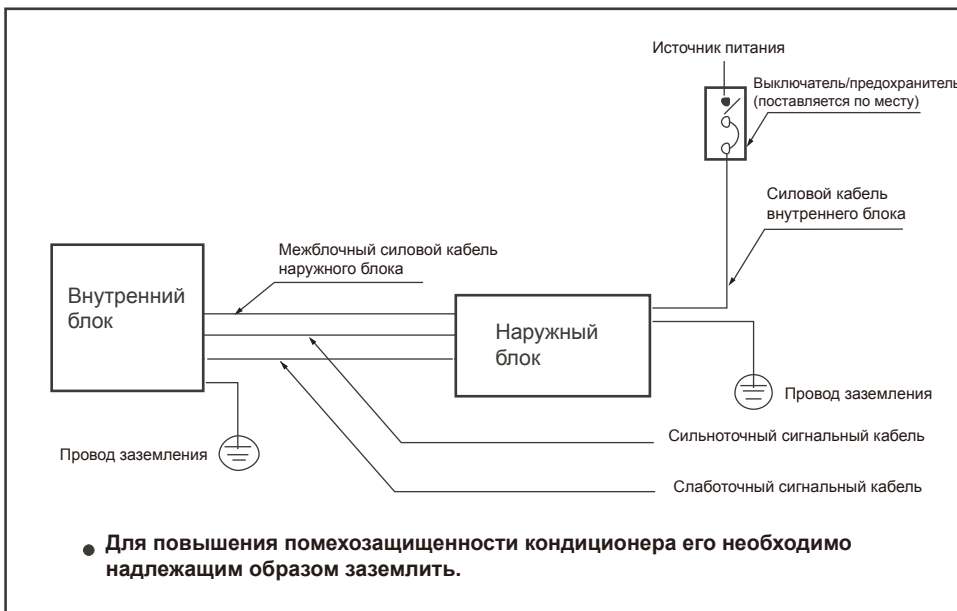 Источник питания
Выключатель/предохранитель
(поставляется по месту)
Силовой кабель
внутреннего блока
Межблочный силовой кабель
наружного блока
Внутренний
блок
Наружный
блок
Провод заземления
Провод заземления
Сильноточный сигнальный кабель
Слаботочный сигнальный кабель
● Для повышения помехозащищенности кондиционера его необходимо
надлежащим образом заземлить.